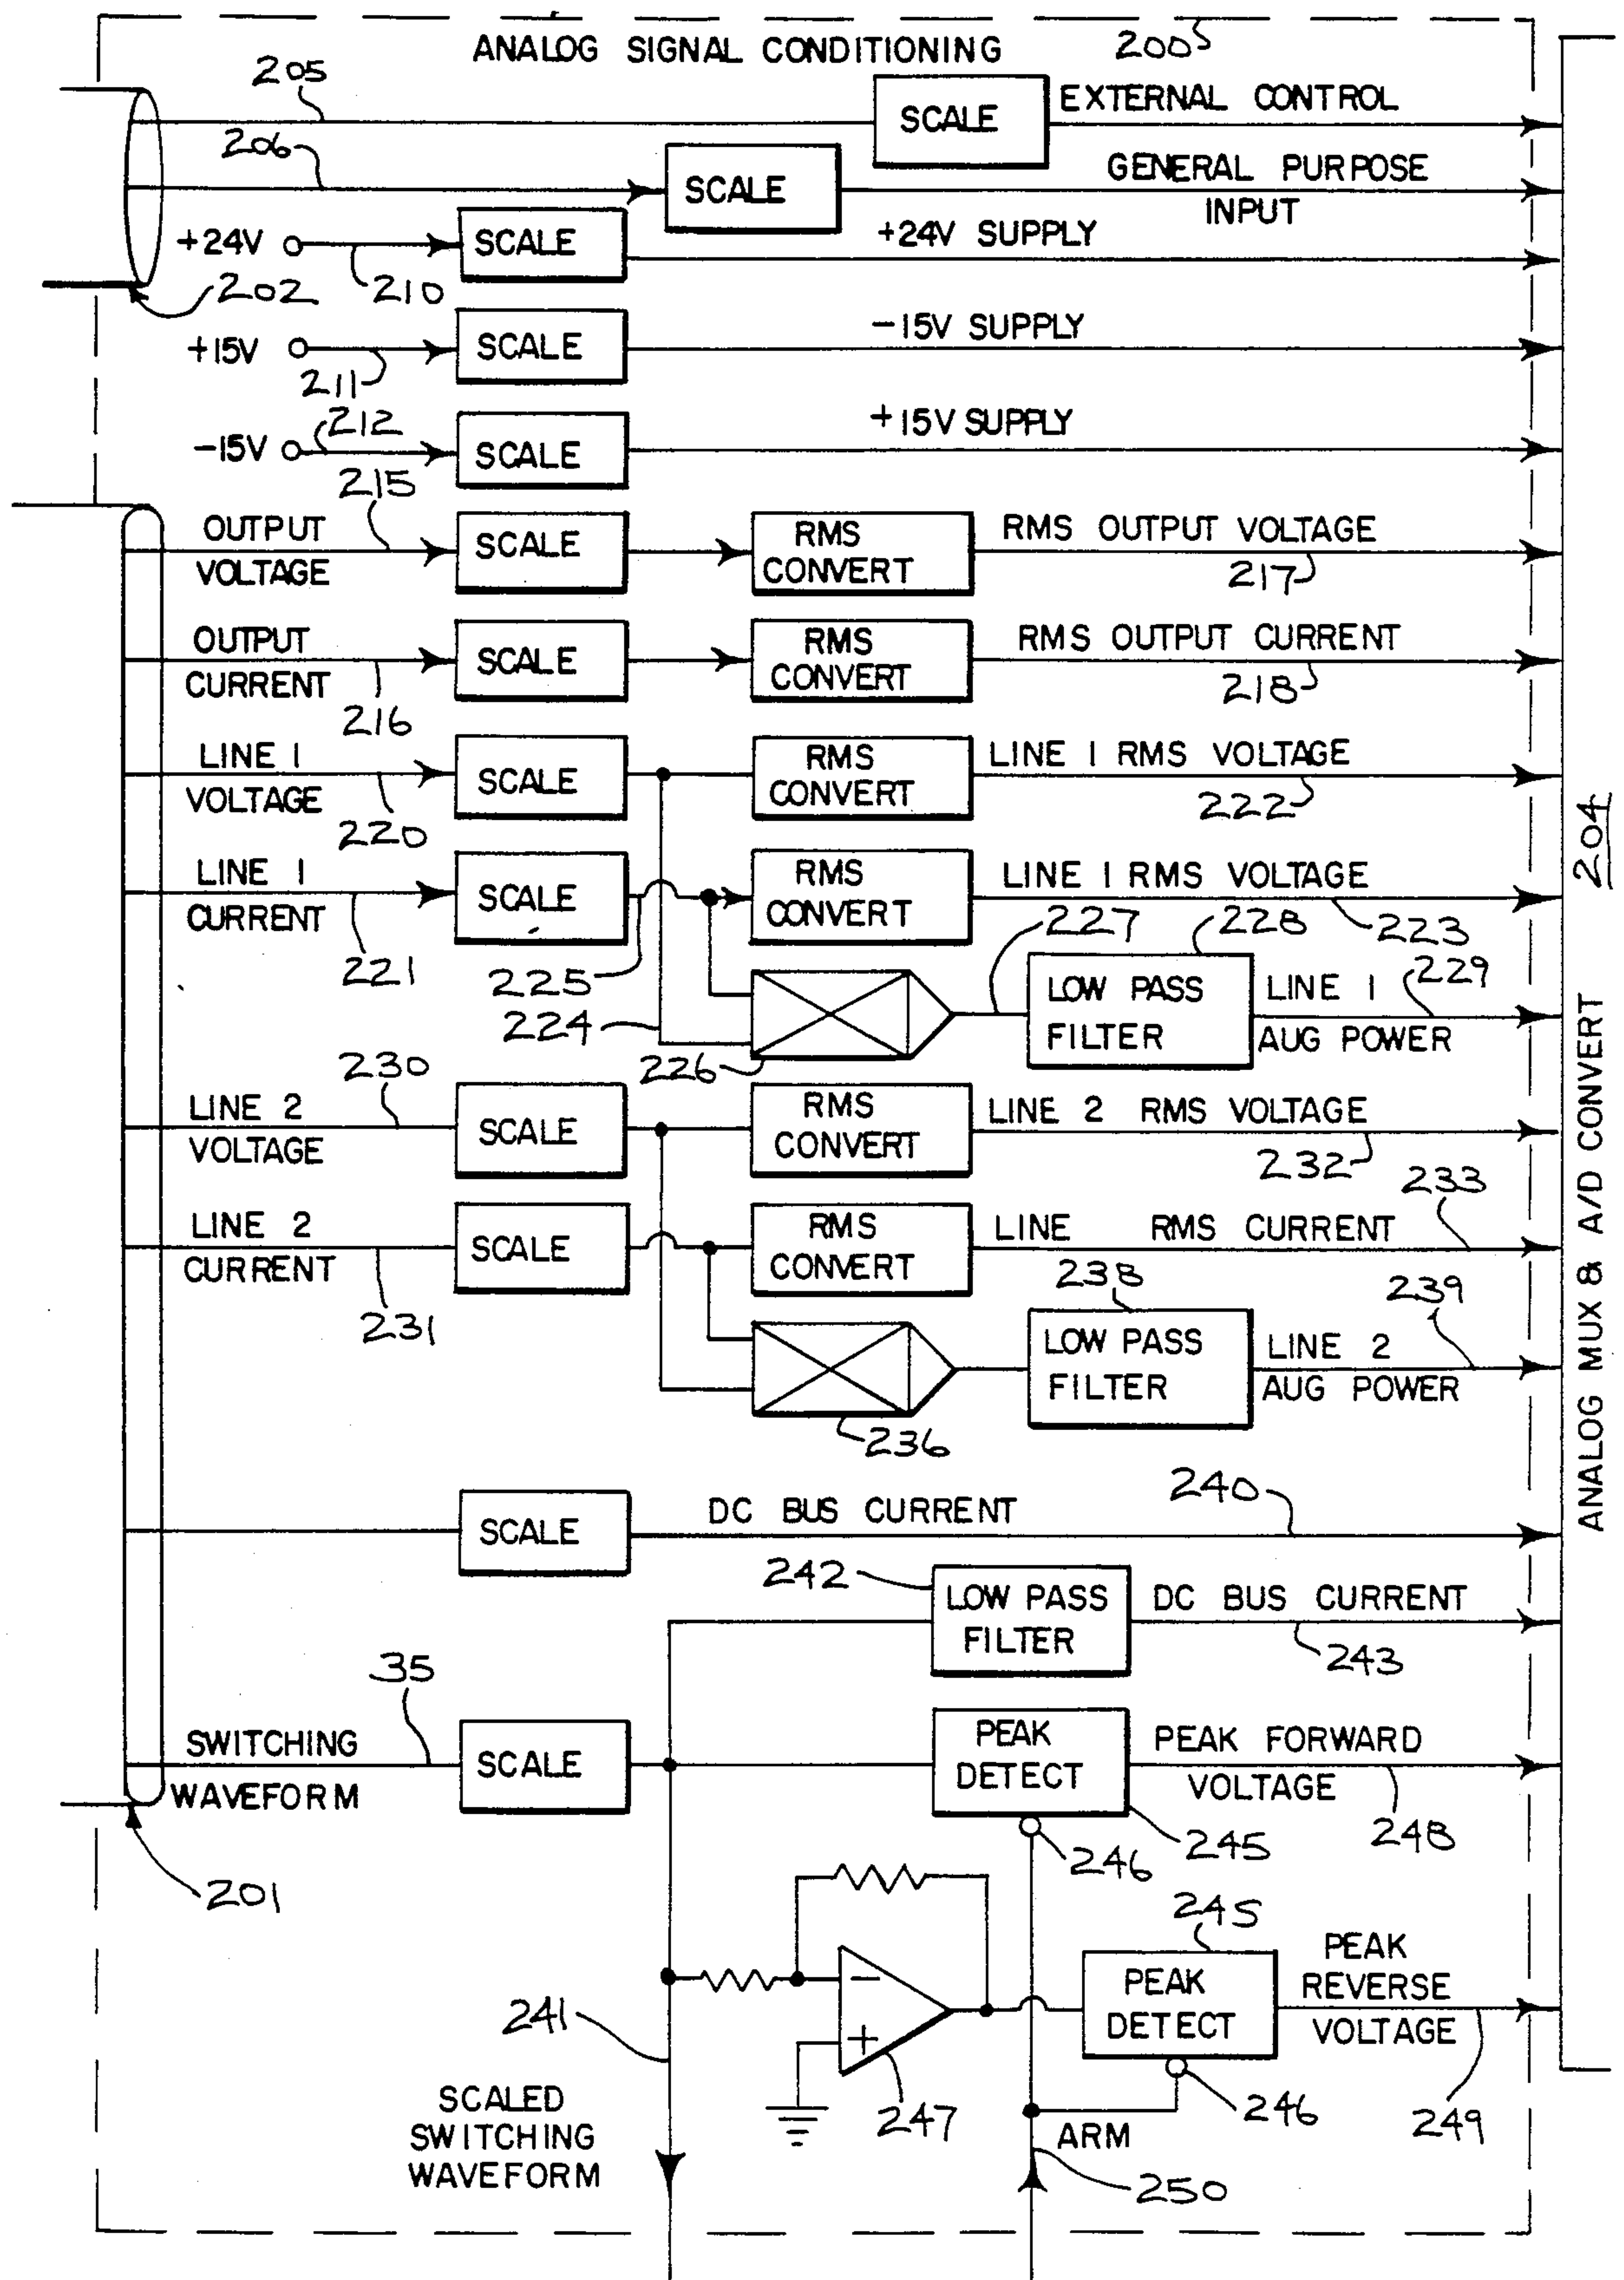 ANALOG SIGNAL CONDITIONING
200
205
SCALE
EXTERNAL CONTROL
206
SCALE
GENERAL PURPOSE
INPUT
+24V
SCALE
+24V SUPPLY
202
210
+15V
SCALE
-15V SUPPLY
211
212
-15V
SCALE
+15V SUPPLY
215
OUTPUT
VOLTAGE
SCALE
RMS
CONVERT
RMS OUTPUT VOLTAGE
217
OUTPUT
CURRENT
SCALE
RMS
CONVERT
RMS OUTPUT CURRENT
218
216
LINE 1
VOLTAGE
SCALE
RMS
CONVERT
LINE 1 RMS VOLTAGE
222
220
LINE 1
CURRENT
SCALE
RMS
CONVERT
LINE 1 RMS VOLTAGE
223
221
225
224
226
227
228
LOW PASS
FILTER
229
LINE 1
AUG POWER
230
LINE 2
VOLTAGE
SCALE
RMS
CONVERT
LINE 2 RMS VOLTAGE
232
233
LINE 2
CURRENT
SCALE
RMS
CONVERT
LINE RMS CURRENT
231
238
LOW PASS
FILTER
239
LINE 2
AUG POWER
236
SCALE
DC BUS CURRENT
240
242
LOW PASS
FILTER
DC BUS CURRENT
243
35
SWITCHING
WAVEFORM
SCALE
PEAK
DETECT
PEAK FORWARD
VOLTAGE
248
245
246
201
245
PEAK
DETECT
PEAK
REVERSE
VOLTAGE
249
246
-
+
247
241
SCALED
SWITCHING
WAVEFORM
ARM
250
204
ANALOG MUX & A/D CONVERT